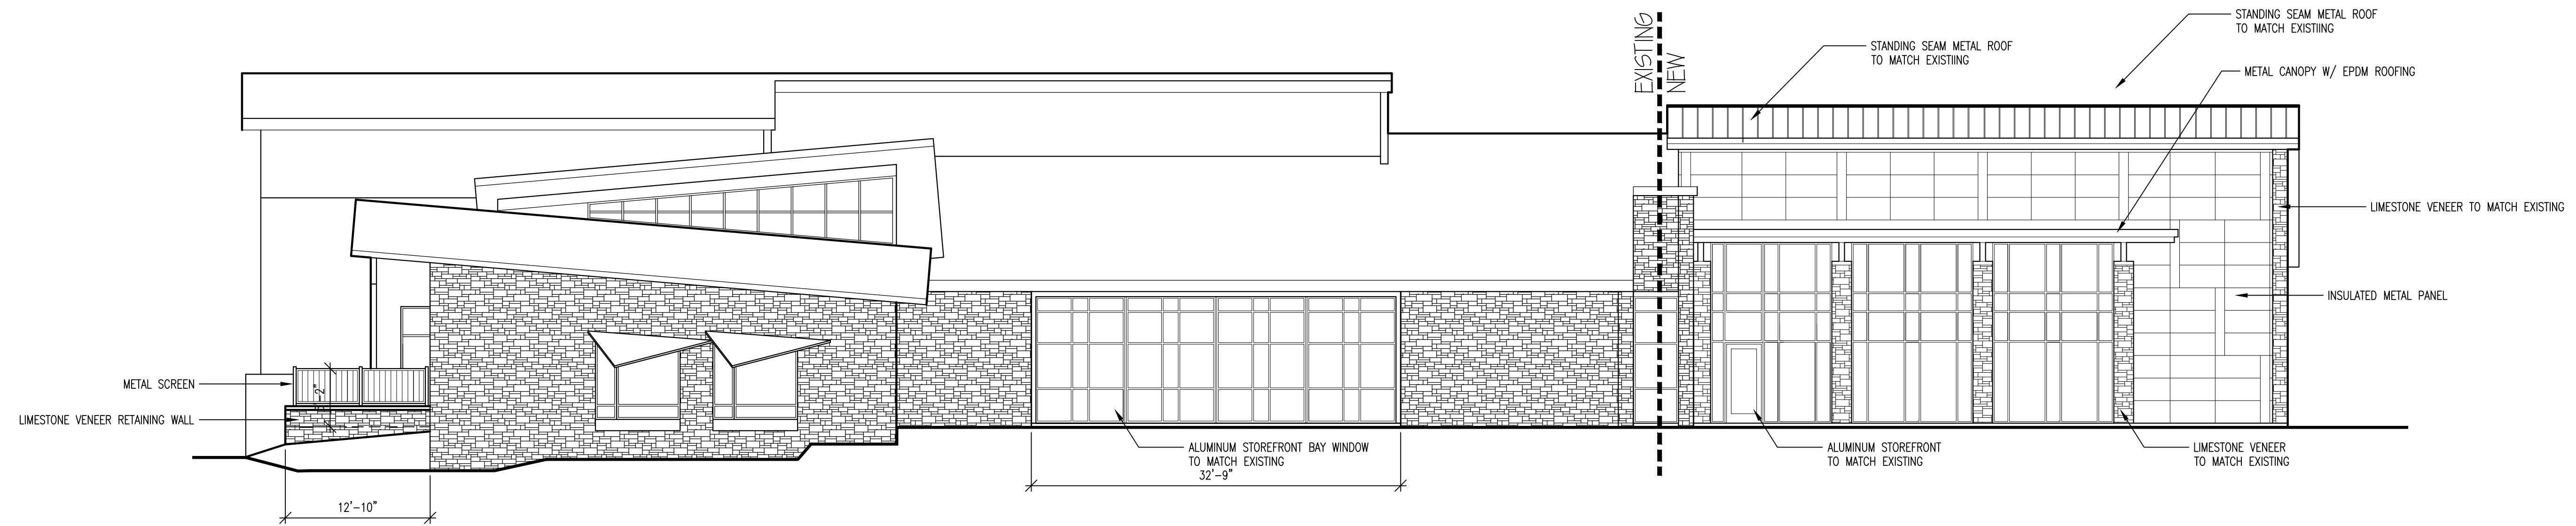 STANDING SEAM METAL ROOF
TO MATCH EXISTIING
EXISTING
NEW
STANDING SEAM METAL ROOF
TO MATCH EXISTIING
METAL CANOPY W/ EPDM ROOFING
LIMESTONE VENEER TO MATCH EXISTING
INSULATED METAL PANEL
METAL SCREEN
LIMESTONE VENEER RETAINING WALL
ALUMINUM STOREFRONT BAY WINDOW
TO MATCH EXISTING
32'-9"
ALUMINUM STOREFRONT
TO MATCH EXISTING
LIMESTONE VENEER
TO MATCH EXISTING
12'-10"